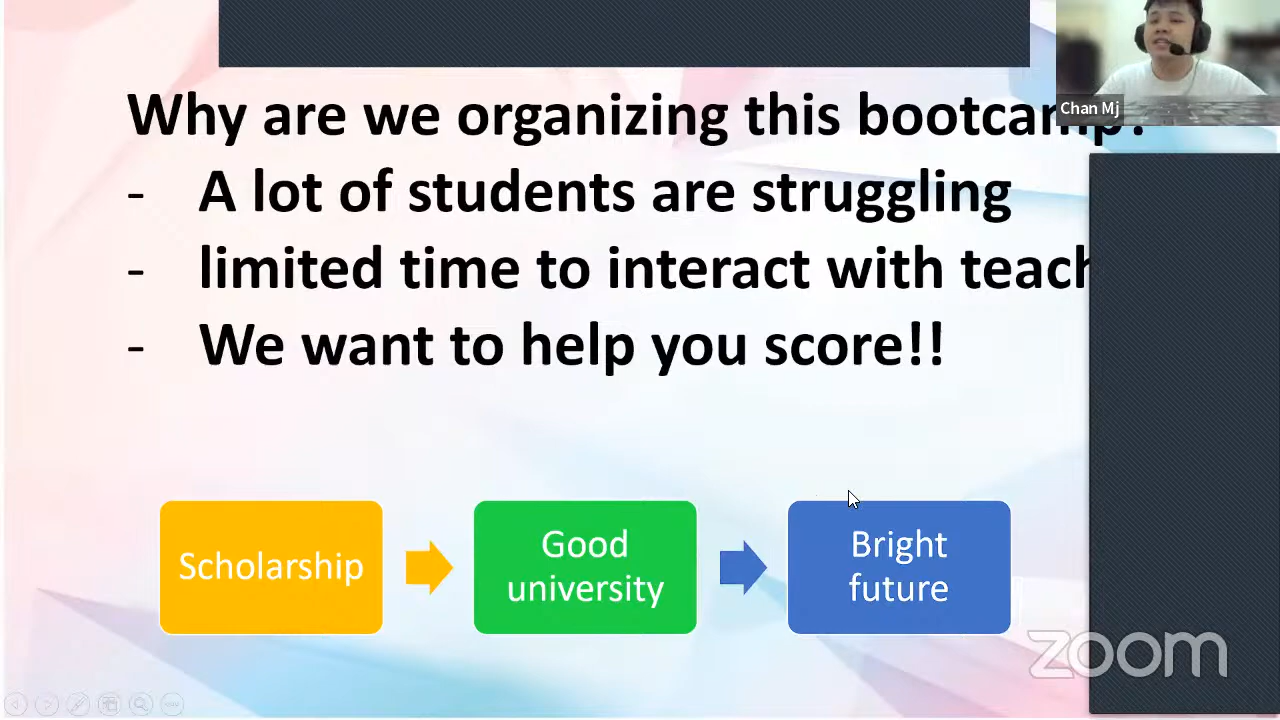 Why are we organizing this bootcamp?
- A lot of students are struggling
- limited time to interact with teach
- We want to help you score!!
Scholarship
Good
university
Bright
future
Chan Mj
zoom